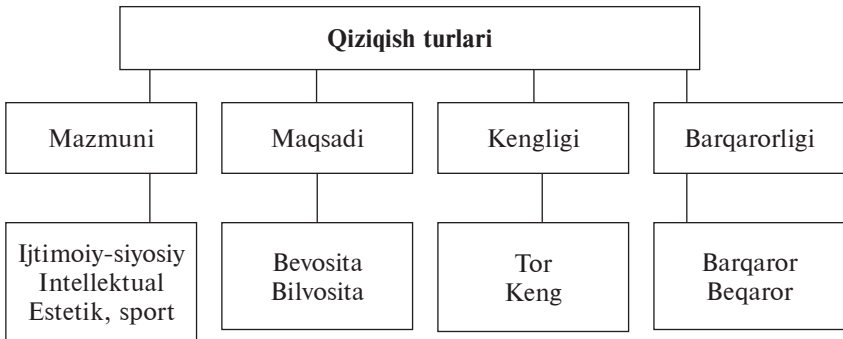 Qiziqish turlari
Mazmuni
Maqsadi
Kengligi
Barqarorligi
Ijtimoiy-siyosiy
Intellektual
Estetik, sport
Bevosita
Bilvosita
Tor
Keng
Barqaror
Beqaror